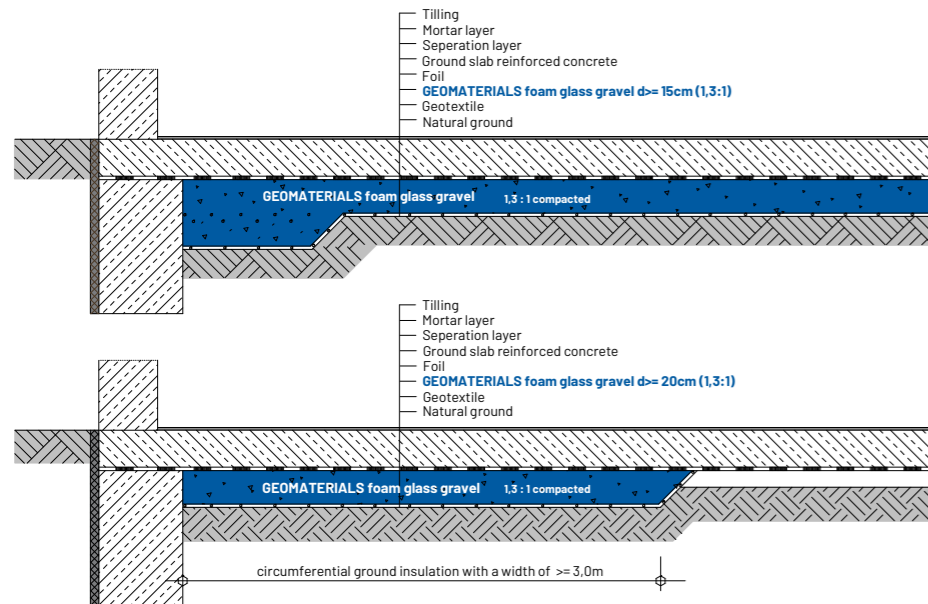 Tilling
Mortar layer
Seperation layer
Ground slab reinforced concrete
Foil
GEOMATERIALS foam glass gravel d>= 15cm (1,3:1)
Geotextile
Natural ground
GEOMATERIALS foam glass gravel 1,3 : 1 compacted
Tilling
Mortar layer
Seperation layer
Ground slab reinforced concrete
Foil
GEOMATERIALS foam glass gravel d>= 20cm (1,3:1)
Geotextile
Natural ground
GEOMATERIALS foam glass gravel 1,3 : 1 compacted
circumferential ground insulation with a width of >= 3,0m